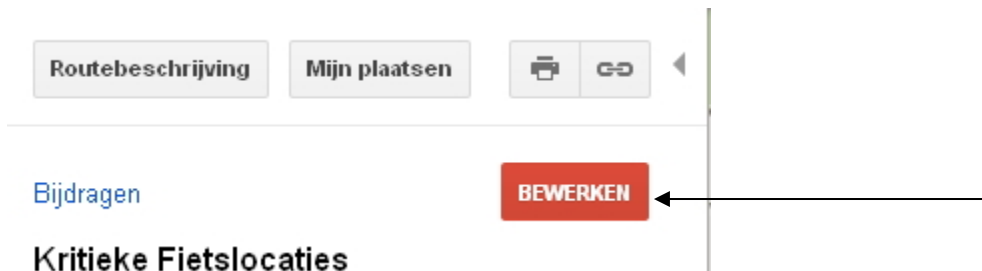 Routebeschrijving Mijn plaatsen
Bijdragen BEWERKEN
Kritieke Fietslocaties